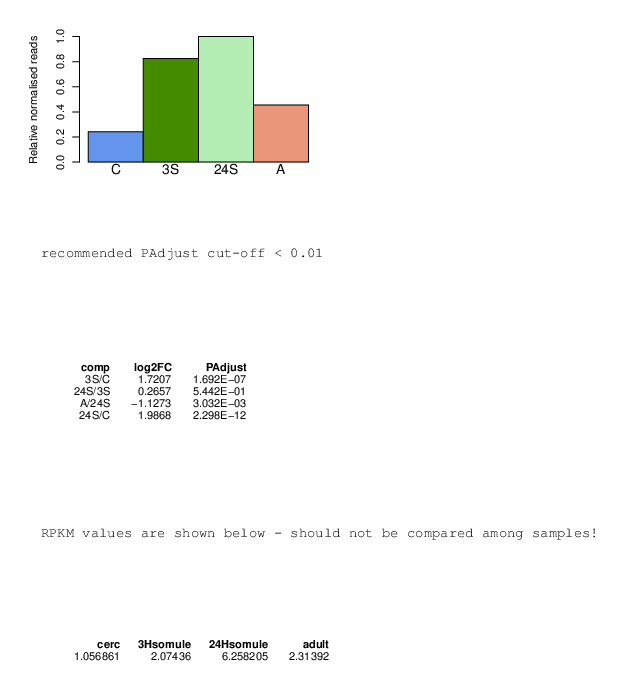 Relative normalised reads
1.0
0.8
0.6
0.4
0.2
0.0
C 3S 24S A
recommended PAdjust cut-off < 0.01
comp log2FC PAdjust
3S/C 1.7207 1.692E−07
24S/3S 0.2657 5.442E−01
A/24S −1.1273 3.032E−03
24S/C 1.9868 2.298E−12
RPKM values are shown below - should not be compared among samples!
cerc 3Hsomule 24Hsomule adult
1.056861 2.07436 6.258205 2.31392